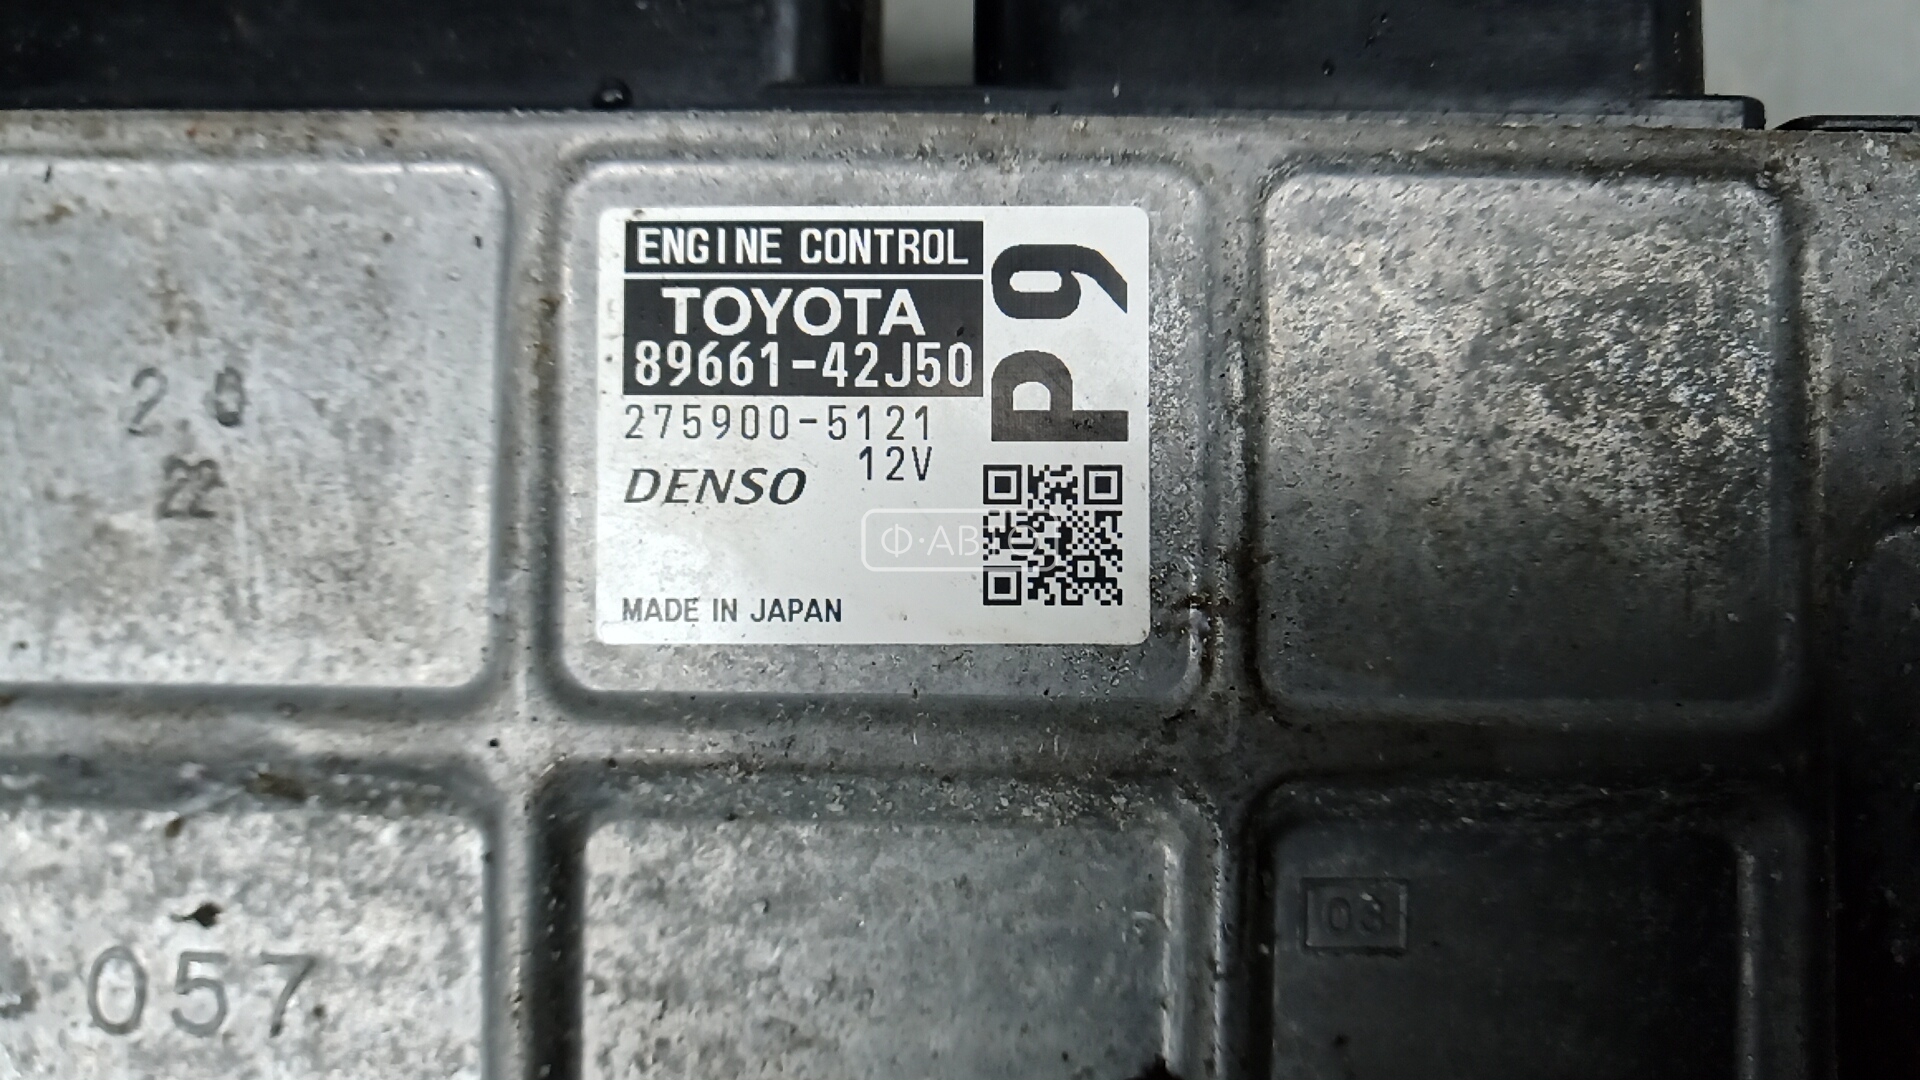 ENGINE CONTROL
TOYOTA
89661-42J50
P9
275900-5121
12V
DENSO
MADE IN JAPAN
22
057
03